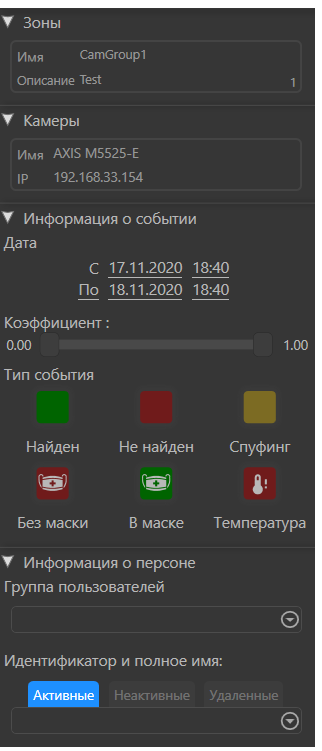 Зоны
Имя CamGroup1
Описание Test 1
Камеры
Имя AXIS M5525-E
IP 192.168.33.154
Информация о событии
Дата
С 17.11.2020 18:40
По 18.11.2020 18:40
Коэффициент :
0.00 1.00
Тип события
Найден Не найден Спуфинг
Без маски В маске Температура
Информация о персоне
Группа пользователей
Идентификатор и полное имя:
Активные Неактивные Удаленные